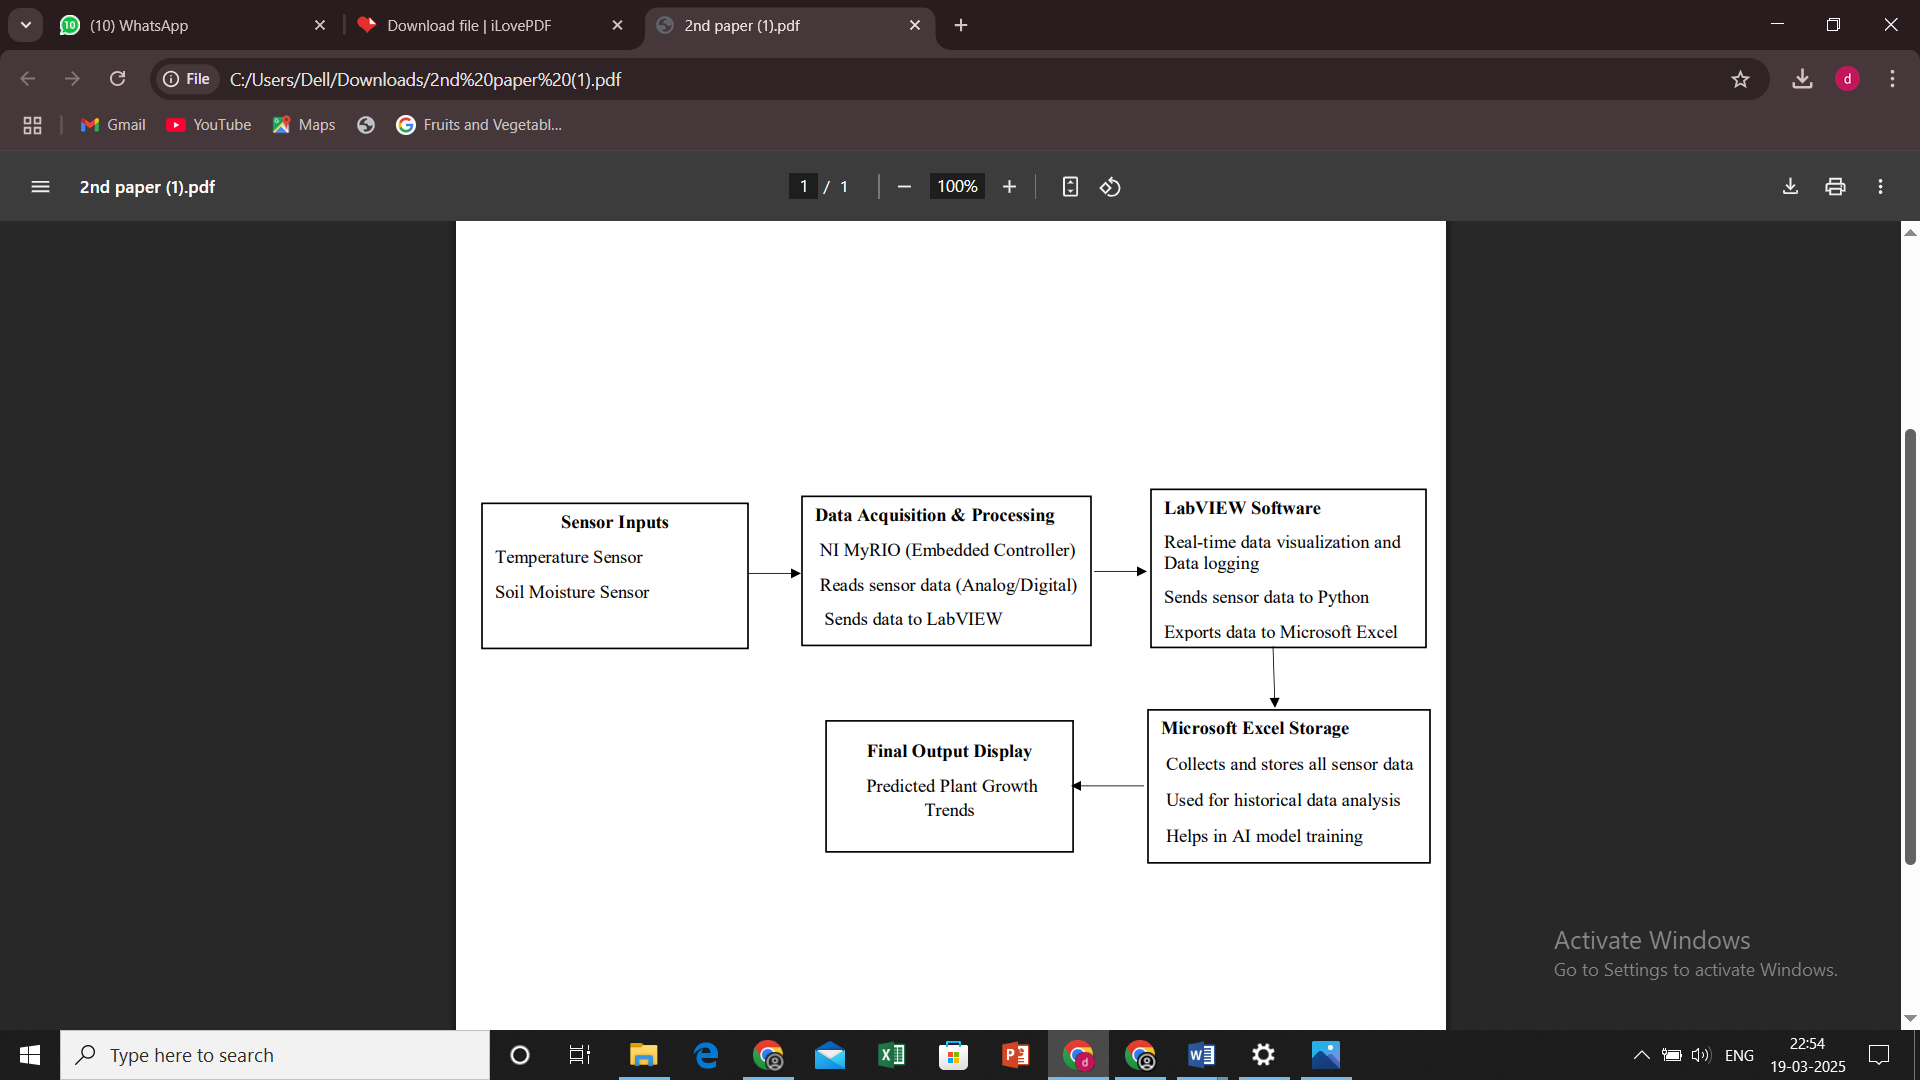 (10) WhatsApp
Download file | iLovePDF
2nd paper (1).pdf
File
C:/Users/Dell/Downloads/2nd%20paper%20(1).pdf
d
Gmail
YouTube
Maps
Fruits and Vegetabl...
2nd paper (1).pdf
1 / 1
100%
Sensor Inputs
Temperature Sensor
Soil Moisture Sensor
Data Acquisition & Processing
NI MyRIO (Embedded Controller)
Reads sensor data (Analog/Digital)
Sends data to LabVIEW
LabVIEW Software
Real-time data visualization and
Data logging
Sends sensor data to Python
Exports data to Microsoft Excel
Microsoft Excel Storage
Collects and stores all sensor data
Used for historical data analysis
Helps in AI model training
Final Output Display
Predicted Plant Growth
Trends
Activate Windows
Go to Settings to activate Windows.
Type here to search
ENG
22:54
19-03-2025